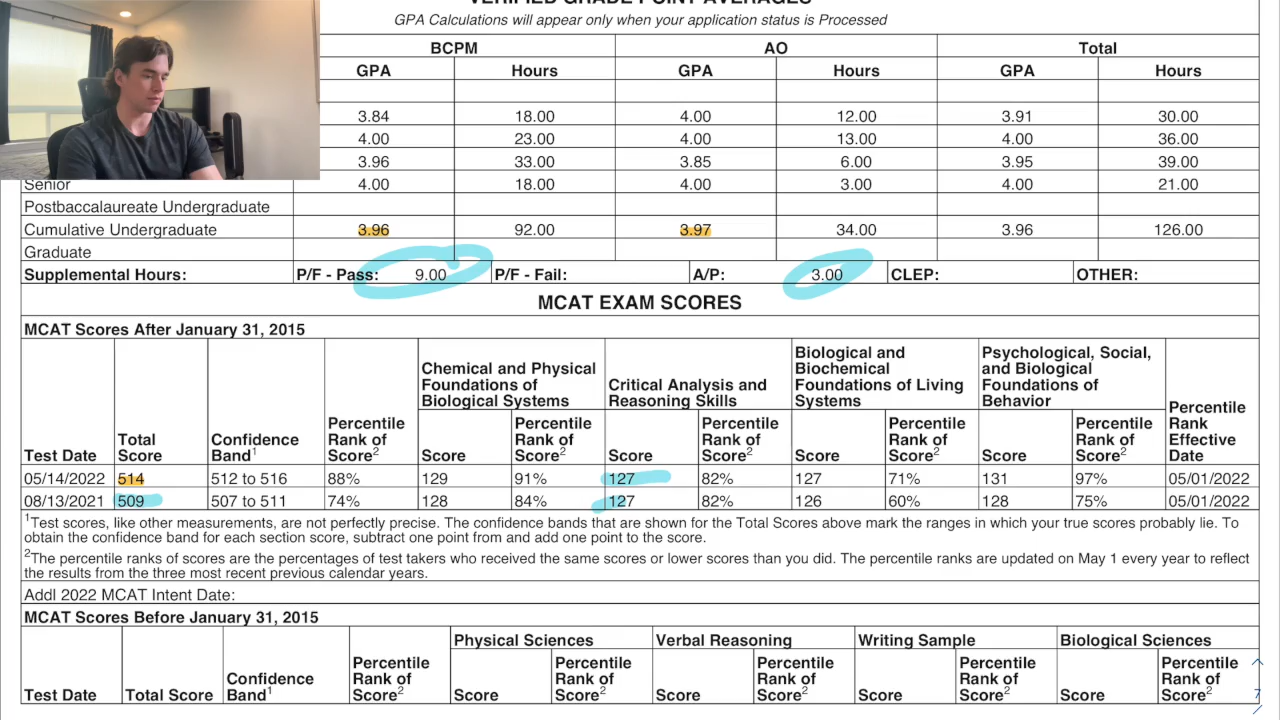 VERIFIED GRADE POINT AVERAGES
GPA Calculations will appear only when your application status is Processed
BCPM AO Total
GPA Hours GPA Hours GPA Hours
3.84 18.00 4.00 12.00 3.91 30.00
4.00 23.00 4.00 13.00 4.00 36.00
3.96 33.00 3.85 6.00 3.95 39.00
Senior 4.00 18.00 4.00 3.00 4.00 21.00
Postbaccalaureate Undergraduate
Cumulative Undergraduate 3.96 92.00 3.97 34.00 3.96 126.00
Graduate
Supplemental Hours: P/F - Pass: 9.00 P/F - Fail: A/P: 3.00 CLEP: OTHER:
MCAT EXAM SCORES
MCAT Scores After January 31, 2015
Test Date
Total
Score
Confidence
Band1
Percentile
Rank of
Score2
Chemical and Physical
Foundations of
Biological Systems
Score
Percentile
Rank of
Score2
Critical Analysis and
Reasoning Skills
Score
Percentile
Rank of
Score2
Biological and
Biochemical
Foundations of Living
Systems
Score
Percentile
Rank of
Score2
Psychological, Social,
and Biological
Foundations of
Behavior
Score
Percentile
Rank of
Score2
Percentile
Rank
Effective
Date
05/14/2022 514 512 to 516 88% 129 91% 127 82% 127 71% 131 97% 05/01/2022
08/13/2021 509 507 to 511 74% 128 84% 127 82% 126 60% 128 75% 05/01/2022
1Test scores, like other measurements, are not perfectly precise. The confidence bands that are shown for the Total Scores above mark the ranges in which your true scores probably lie. To
obtain the confidence band for each section score, subtract one point from and add one point to the score.
2The percentile ranks of scores are the percentages of test takers who received the same scores or lower scores than you did. The percentile ranks are updated on May 1 every year to reflect
the results from the three most recent previous calendar years.
Addl 2022 MCAT Intent Date:
MCAT Scores Before January 31, 2015
Test Date
Total Score
Confidence
Band1
Percentile
Rank of
Score2
Physical Sciences
Score
Percentile
Rank of
Score2
Verbal Reasoning
Score
Percentile
Rank of
Score2
Writing Sample
Score
Percentile
Rank of
Score2
Biological Sciences
Score
Percentile
Rank of
Score2
7